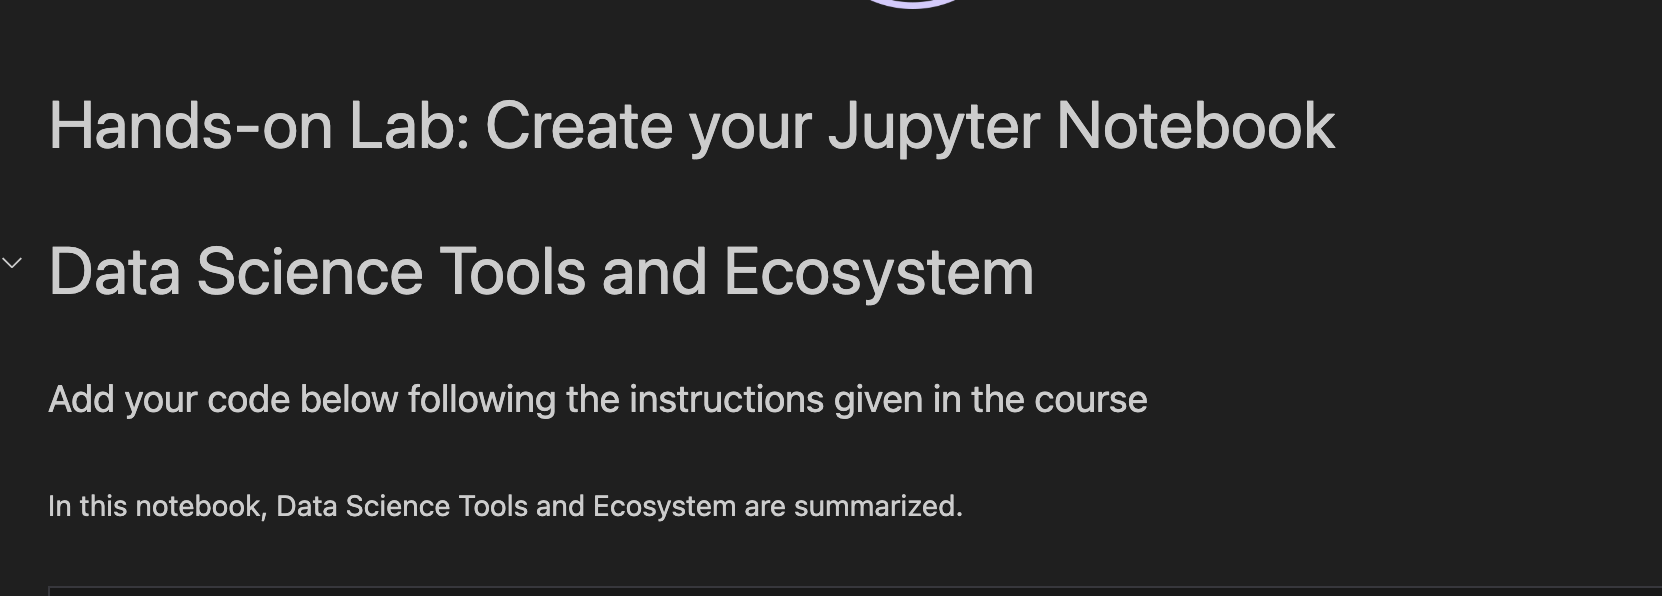 Hands-on Lab: Create your Jupyter Notebook
Data Science Tools and Ecosystem
Add your code below following the instructions given in the course
In this notebook, Data Science Tools and Ecosystem are summarized.